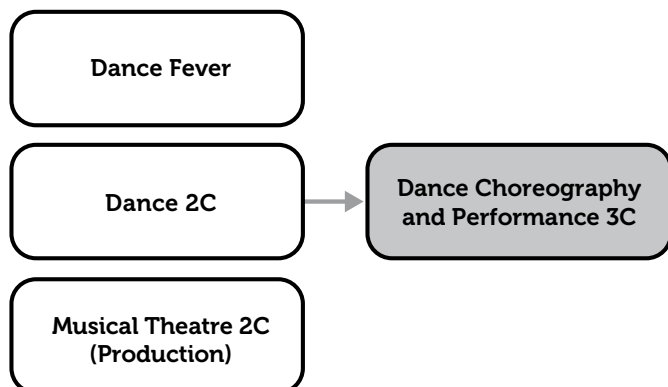 Dance Fever
Dance 2C
Dance Choreography
and Performance 3C
Musical Theatre 2C
(Production)